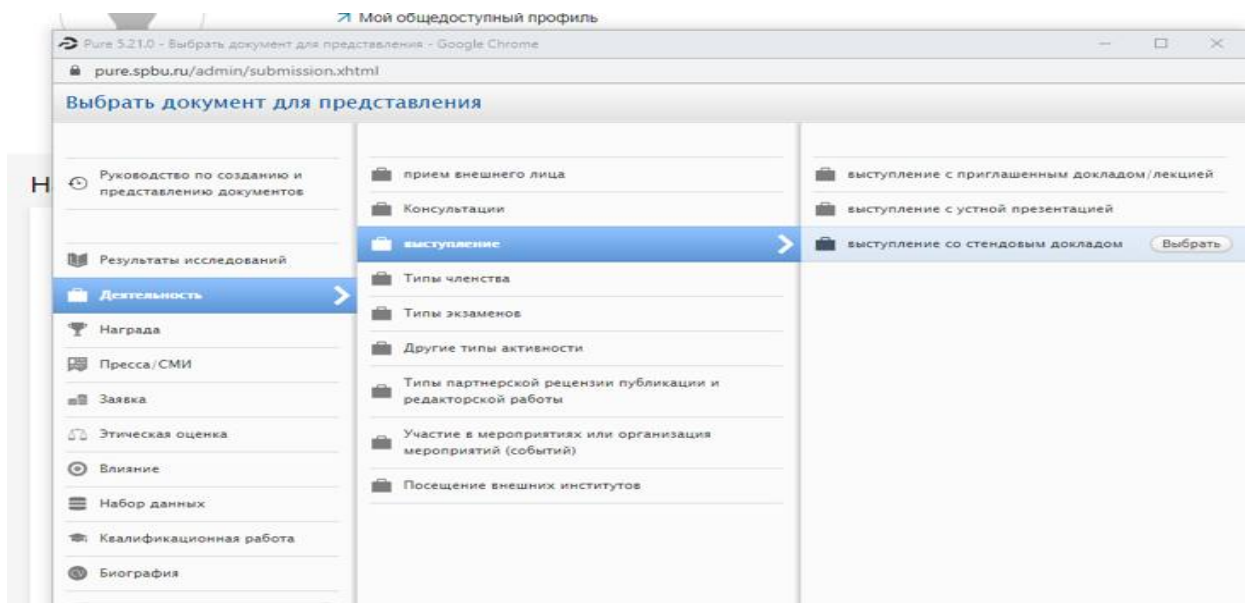 Мой общедоступный профиль
Pure 5.21.0 - Выбрать документ для представления - Google Chrome
pure.spbu.ru/admin/submission.xhtml
Выбрать документ для представления
Н
Руководство по созданию и
представлению документов
Результаты исследований
Деятельность
Награда
Пресса/СМИ
Заявка
Этическая оценка
Влияние
Набор данных
Квалификационная работа
Биография
прием внешнего лица
Консультации
выступление
Типы членства
Типы экзаменов
Другие типы активности
Типы партнерской рецензии публикации и
редакторской работы
Участие в мероприятиях или организация
мероприятий (событий)
Посещение внешних институтов
выступление с приглашенным докладом/лекцией
выступление с устной презентацией
выступление со стендовым докладом Выбрать